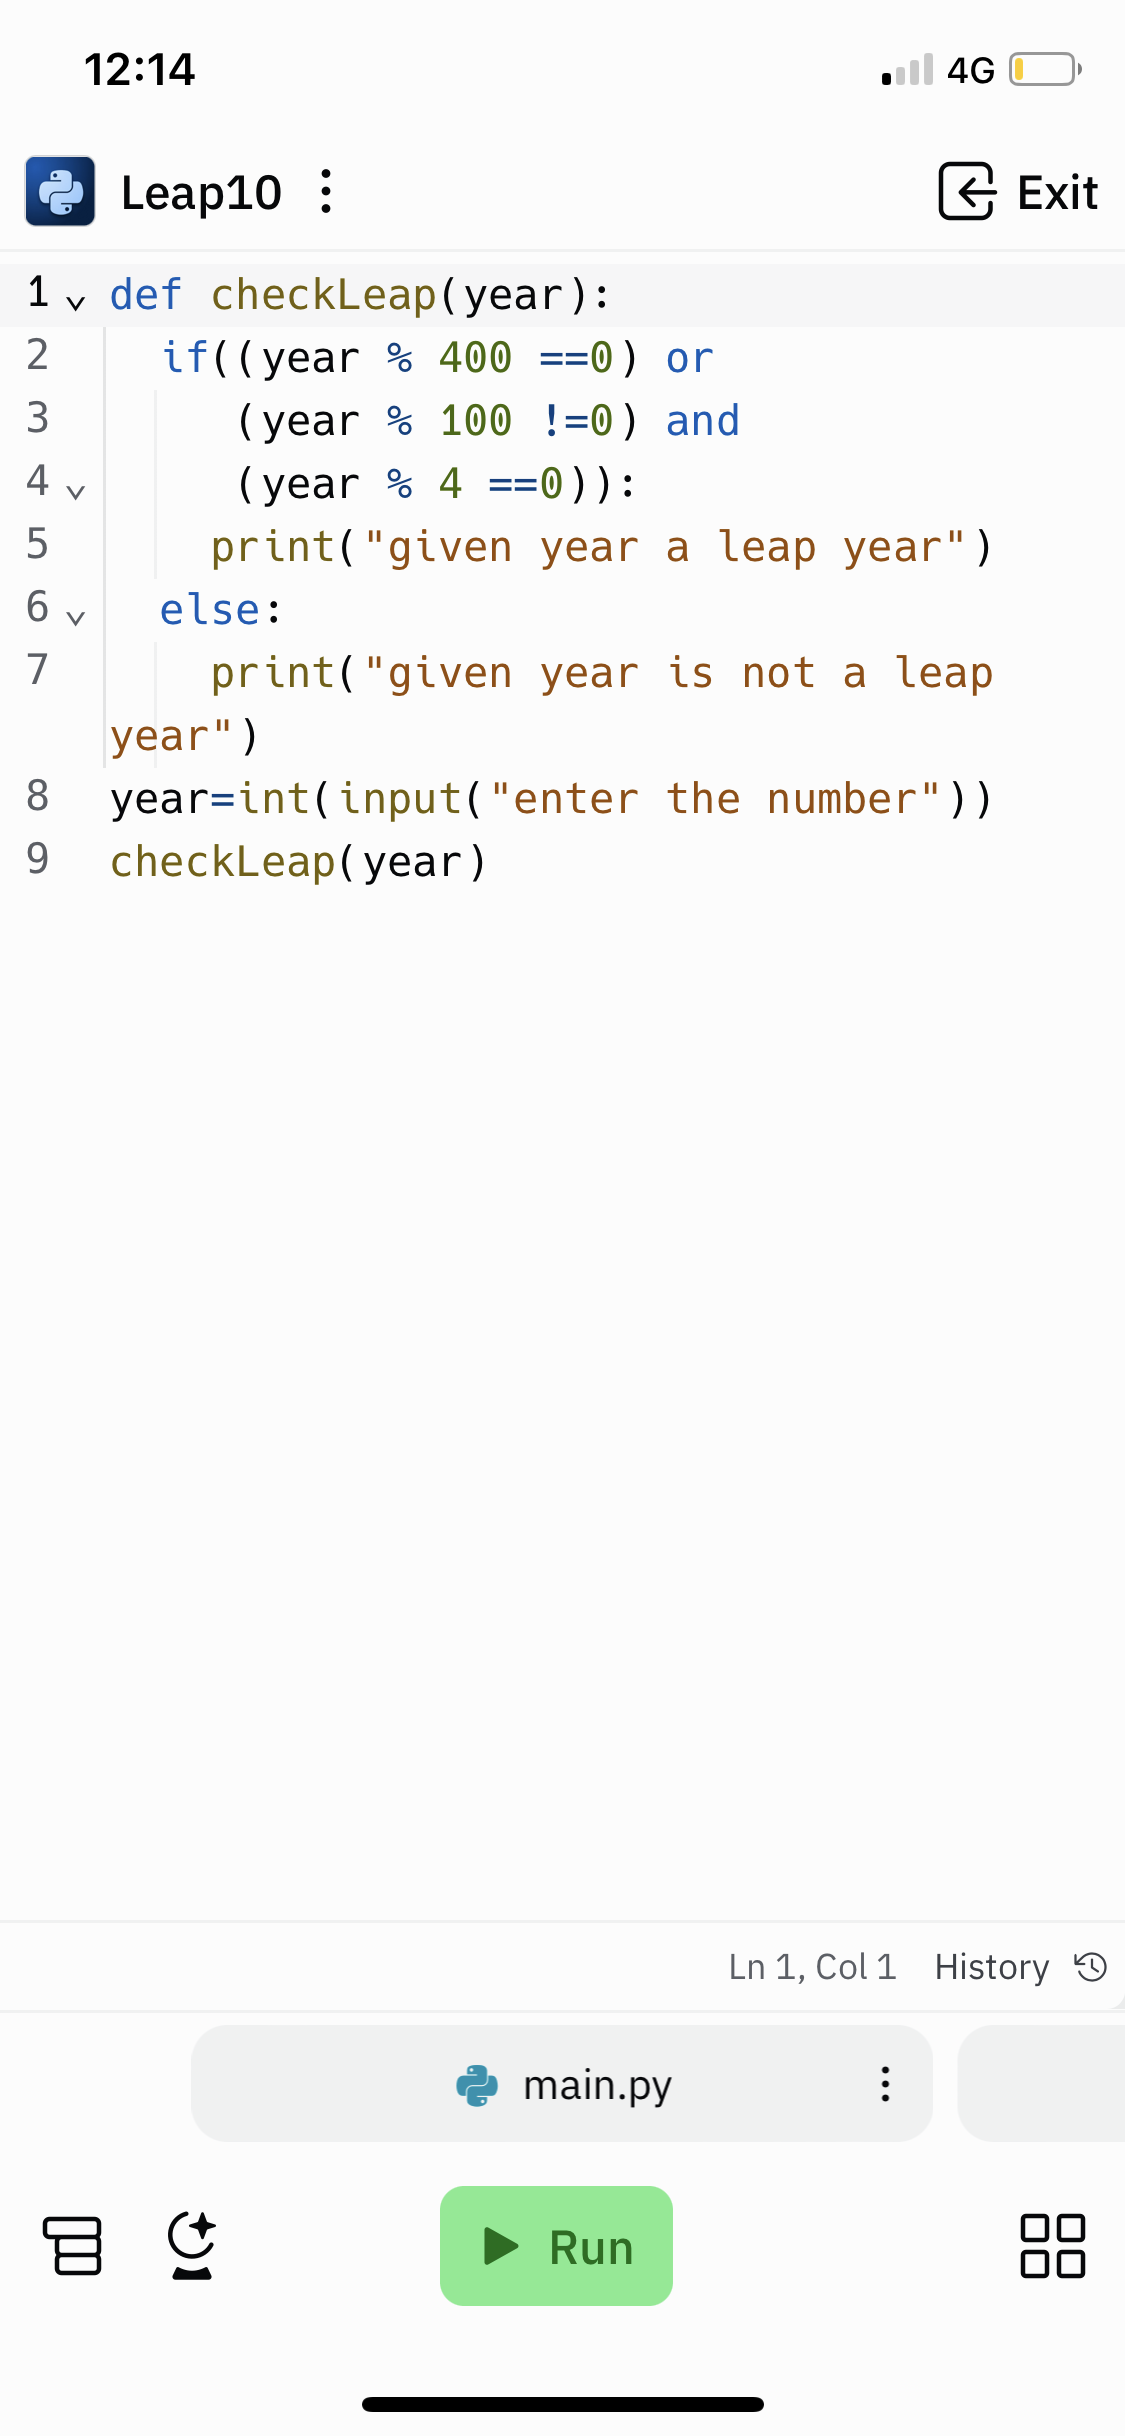 12:14
4G
Leap10
Exit
1 def checkLeap(year):
2 if((year % 400 ==0) or
3 (year % 100 !=0) and
4 (year % 4 ==0)):
5 print("given year a leap year")
6 else:
7 print("given year is not a leap
year")
8 year=int(input("enter the number"))
9 checkLeap(year)
Ln 1, Col 1 History
main.py
Run